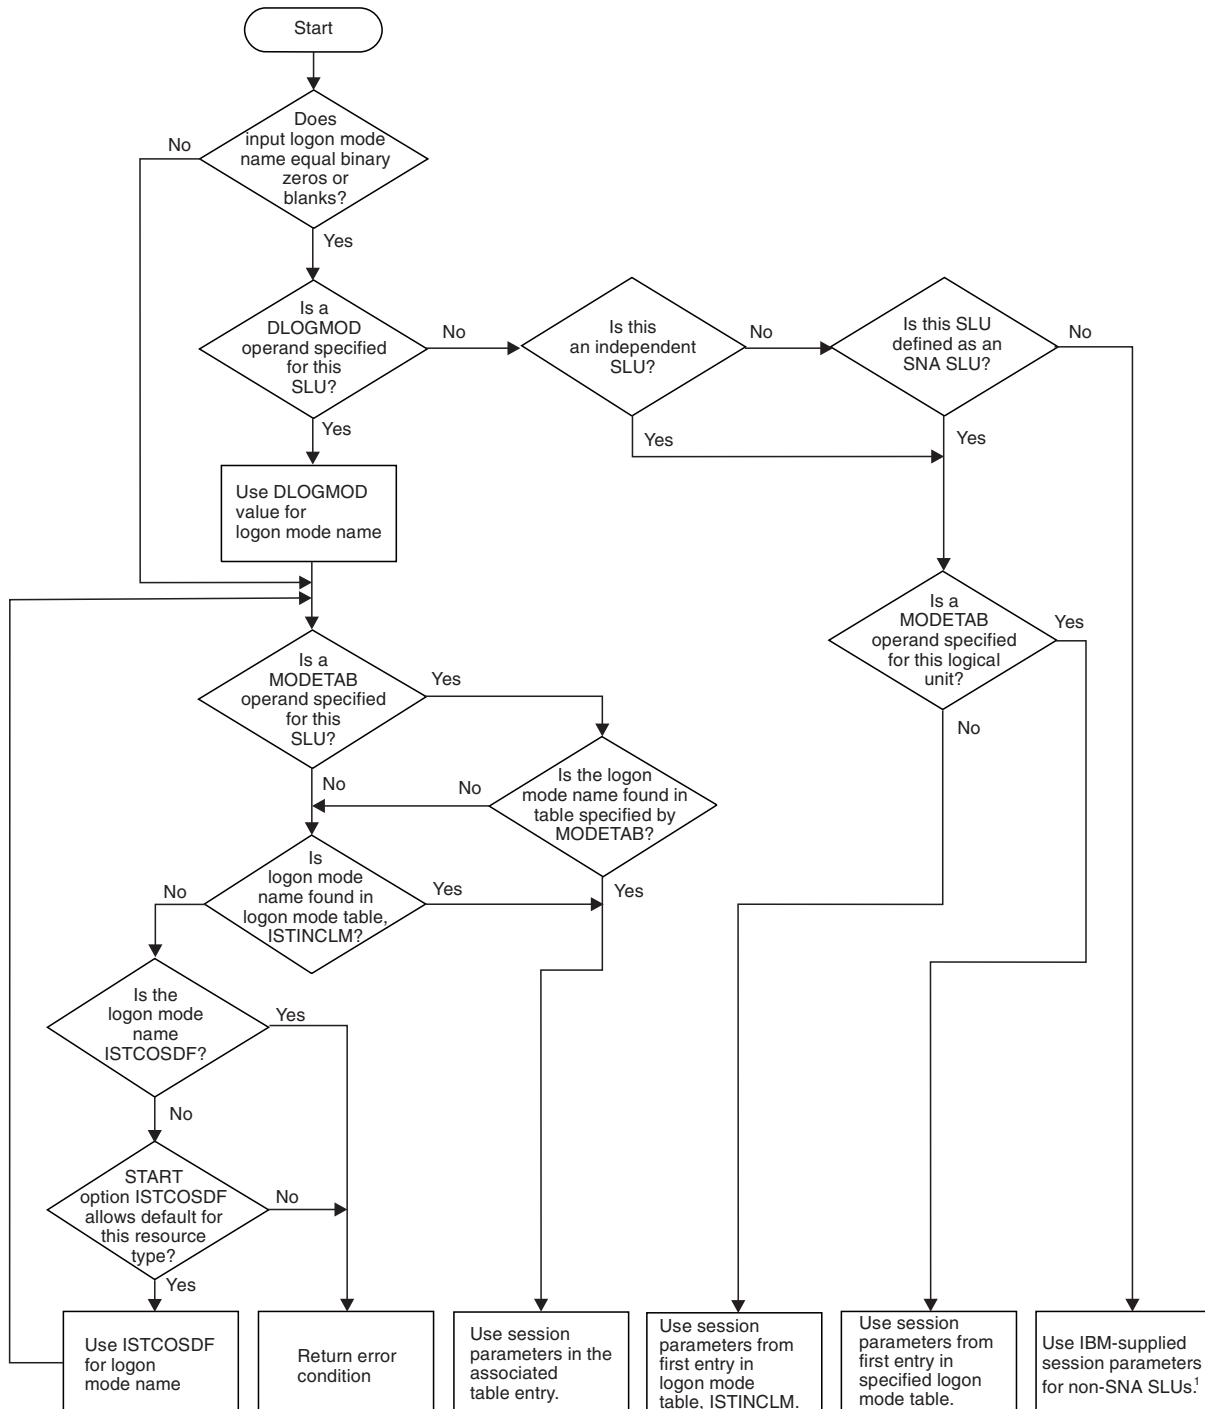 Start
Does
input logon mode
name equal binary
zeros or
blanks?
No
Yes
Is a
DLOGMOD
operand specified
for this
SLU?
No
Yes
Is this
an independent
SLU?
No
Yes
Is this SLU
defined as an
SNA SLU?
No
Yes
Use DLOGMOD
value for
logon mode name
Is a
MODETAB
operand specified
for this logical
unit?
Yes
No
Is a
MODETAB
operand specified
for this
SLU?
Yes
No
Is the logon
mode name found in
table specified by
MODETAB?
No
Yes
Is
logon mode
name found in
logon mode table,
ISTINCLM?
No
Yes
Is the
logon mode
name
ISTCOSDF?
Yes
No
START
option ISTCOSDF
allows default for
this resource
type?
No
Yes
Use ISTCOSDF
for logon
mode name
Return error
condition
Use session
parameters in the
associated
table entry.
Use session
parameters from
first entry in
logon mode
table, ISTINCLM.
Use session
parameters from
first entry in
specified logon
mode table.
Use IBM-supplied
session parameters
for non-SNA SLUs.¹